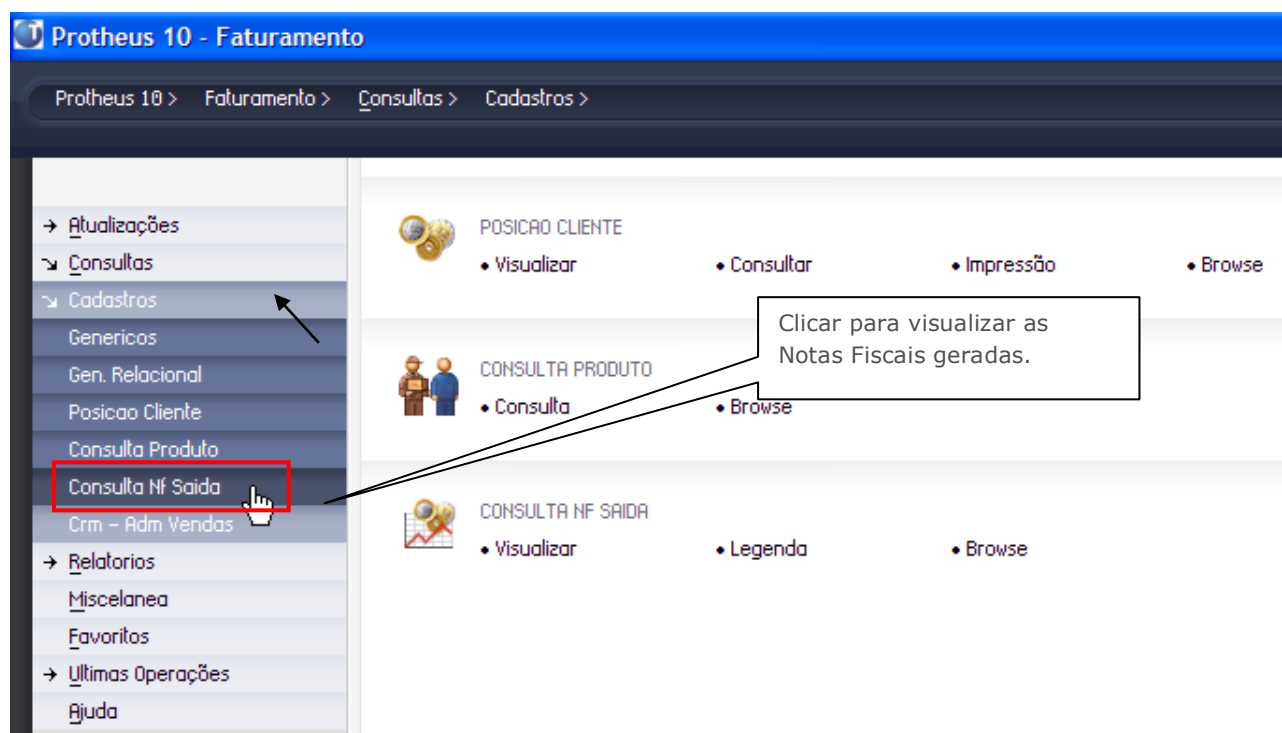 Protheus 10 - Faturamento
Protheus 10 > Faturamento > Consultas > Cadastros >
Atualizações
Consultas
Cadastros
Genericos
Gen. Relacional
Posicao Cliente
Consulta Produto
Consulta Nf Saida
Crm – Adm Vendas
Relatorios
Miscelanea
Favoritos
Ultimas Operações
Ajuda
POSICAO CLIENTE
• Visualizar • Consultar • Impressão • Browse
Clicar para visualizar as
Notas Fiscais geradas.
CONSULTA PRODUTO
• Consulta • Browse
CONSULTA NF SAIDA
• Visualizar • Legenda • Browse